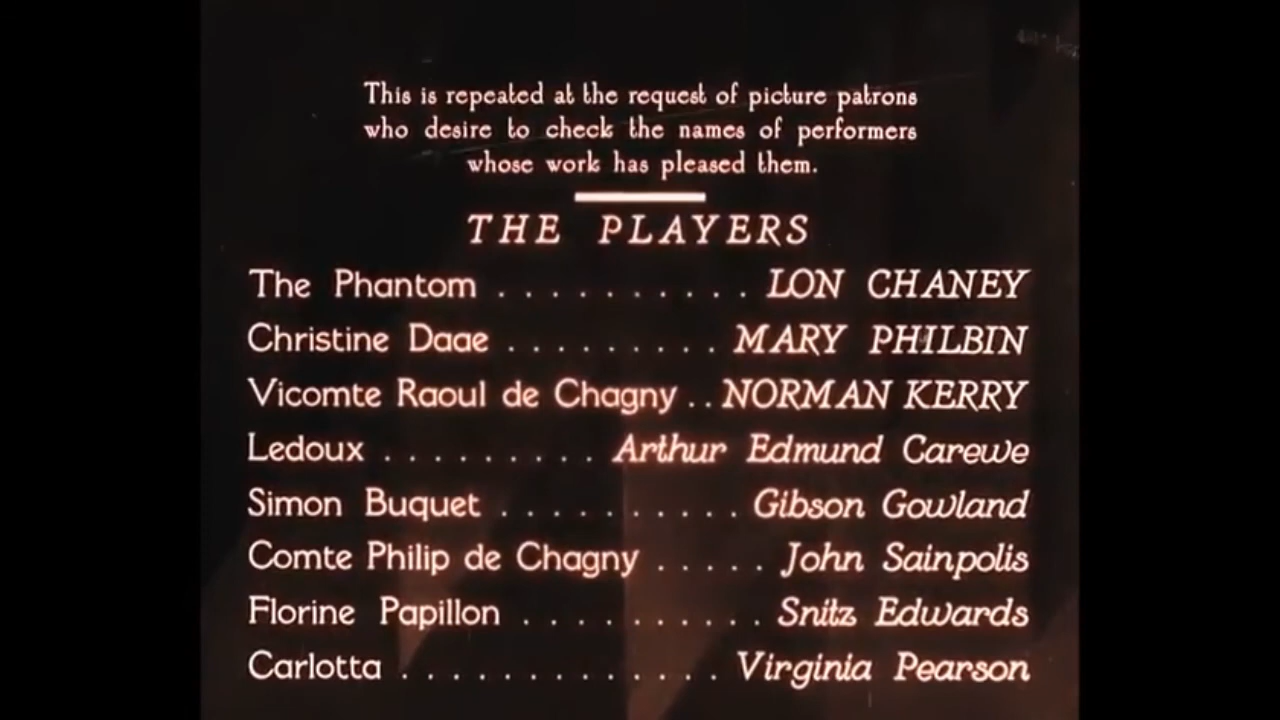 This is repeated at the request of picture patrons
who desire to check the names of performers
whose work has pleased them.
THE PLAYERS
The Phantom . . . . . . . . . . LON CHANEY
Christine Daae . . . . . . . . . MARY PHILBIN
Vicomte Raoul de Chagny . . NORMAN KERRY
Ledoux . . . . . . . . . Arthur Edmund Carewe
Simon Buquet . . . . . . . . . . Gibson Gowland
Comte Philip de Chagny . . . . . John Sainpolis
Florine Papillon . . . . . . . . . . Snitz Edwards
Carlotta . . . . . . . . . . . . . Virginia Pearson